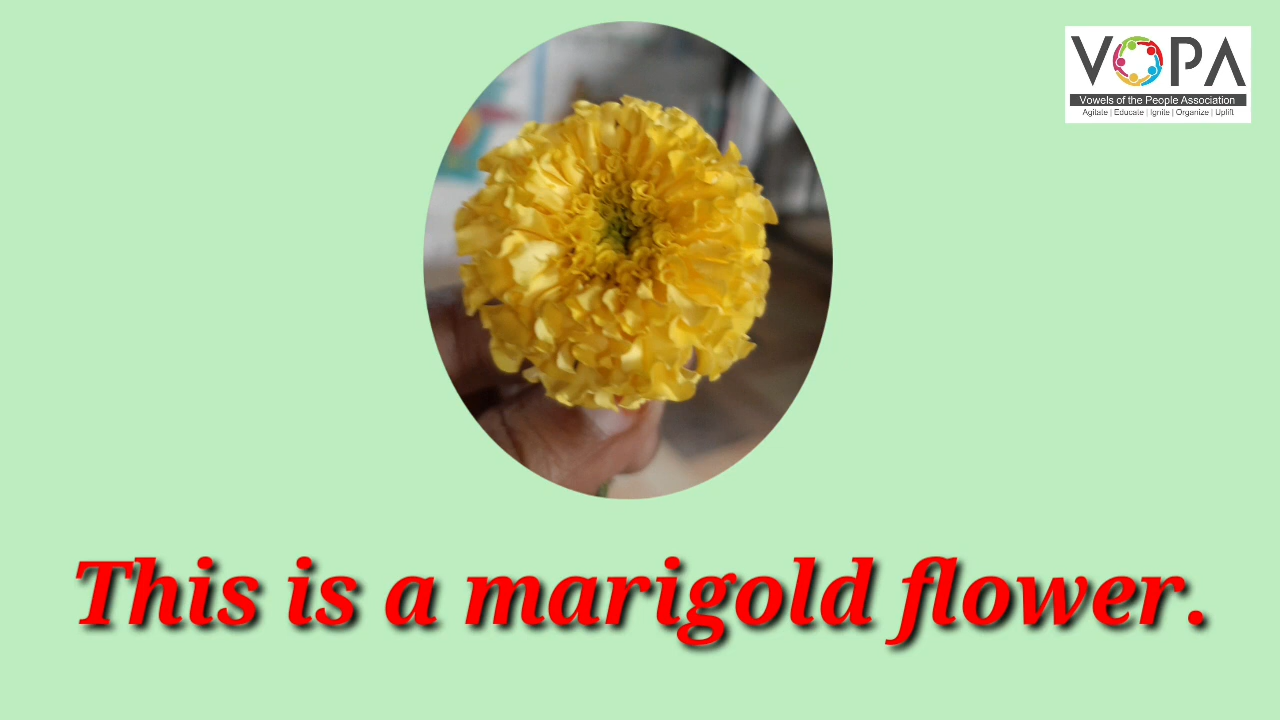 VOPA
Vowels of the People Association
Agitate | Educate | Ignite | Organize | Uplift
This is a marigold flower.